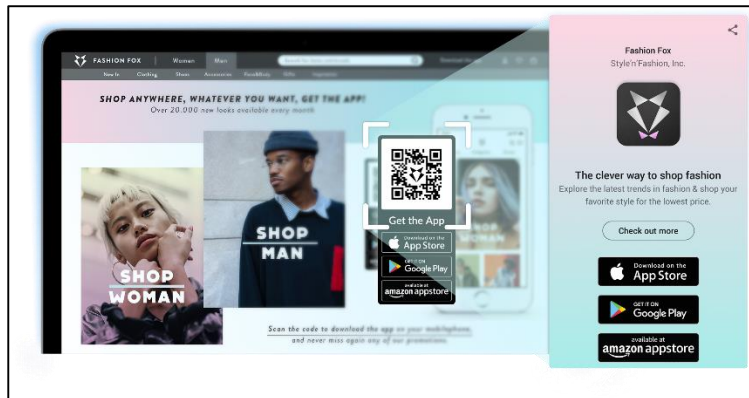 FASHION FOX
Women
Man
New In
Clothing
Shoes
Accessories
Face&Body
Gifts
Inspiration
SHOP ANYWHERE, WHATEVER YOU WANT, GET THE APP!
Over 20.000 new looks available every month
SHOP
WOMAN
SHOP
MAN
Get the App
Download on the
App Store
GET IT ON
Google Play
available at
amazon appstore
Scan the code to download the app on your mobilephone,
and never miss again any of our promotions.
Fashion Fox
Style'n'Fashion, Inc.
The clever way to shop fashion
Explore the latest trends in fashion & shop your
favorite style for the lowest price.
Check out more
Download on the
App Store
GET IT ON
Google Play
available at
amazon appstore